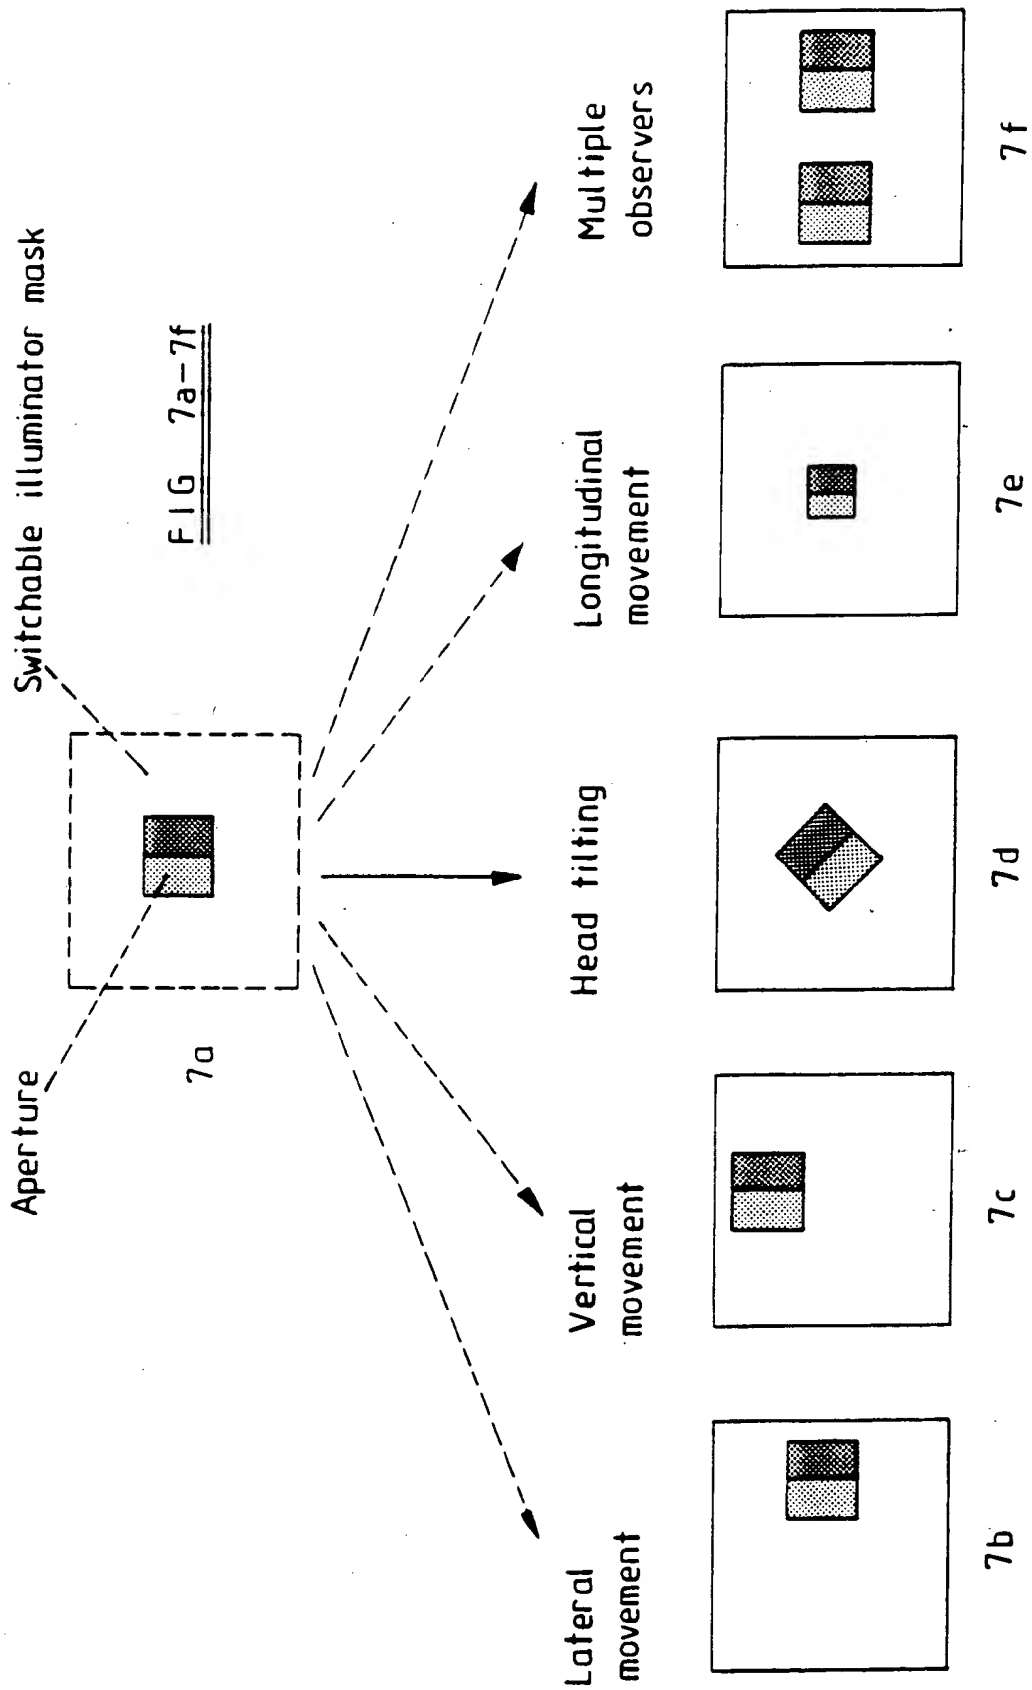 Switchable illuminator mask
Aperture
FIG 7a-7f
7a
Lateral
movement
Vertical
movement
Head tilting
Longitudinal
movement
Multiple
observers
7b
7c
7d
7e
7f